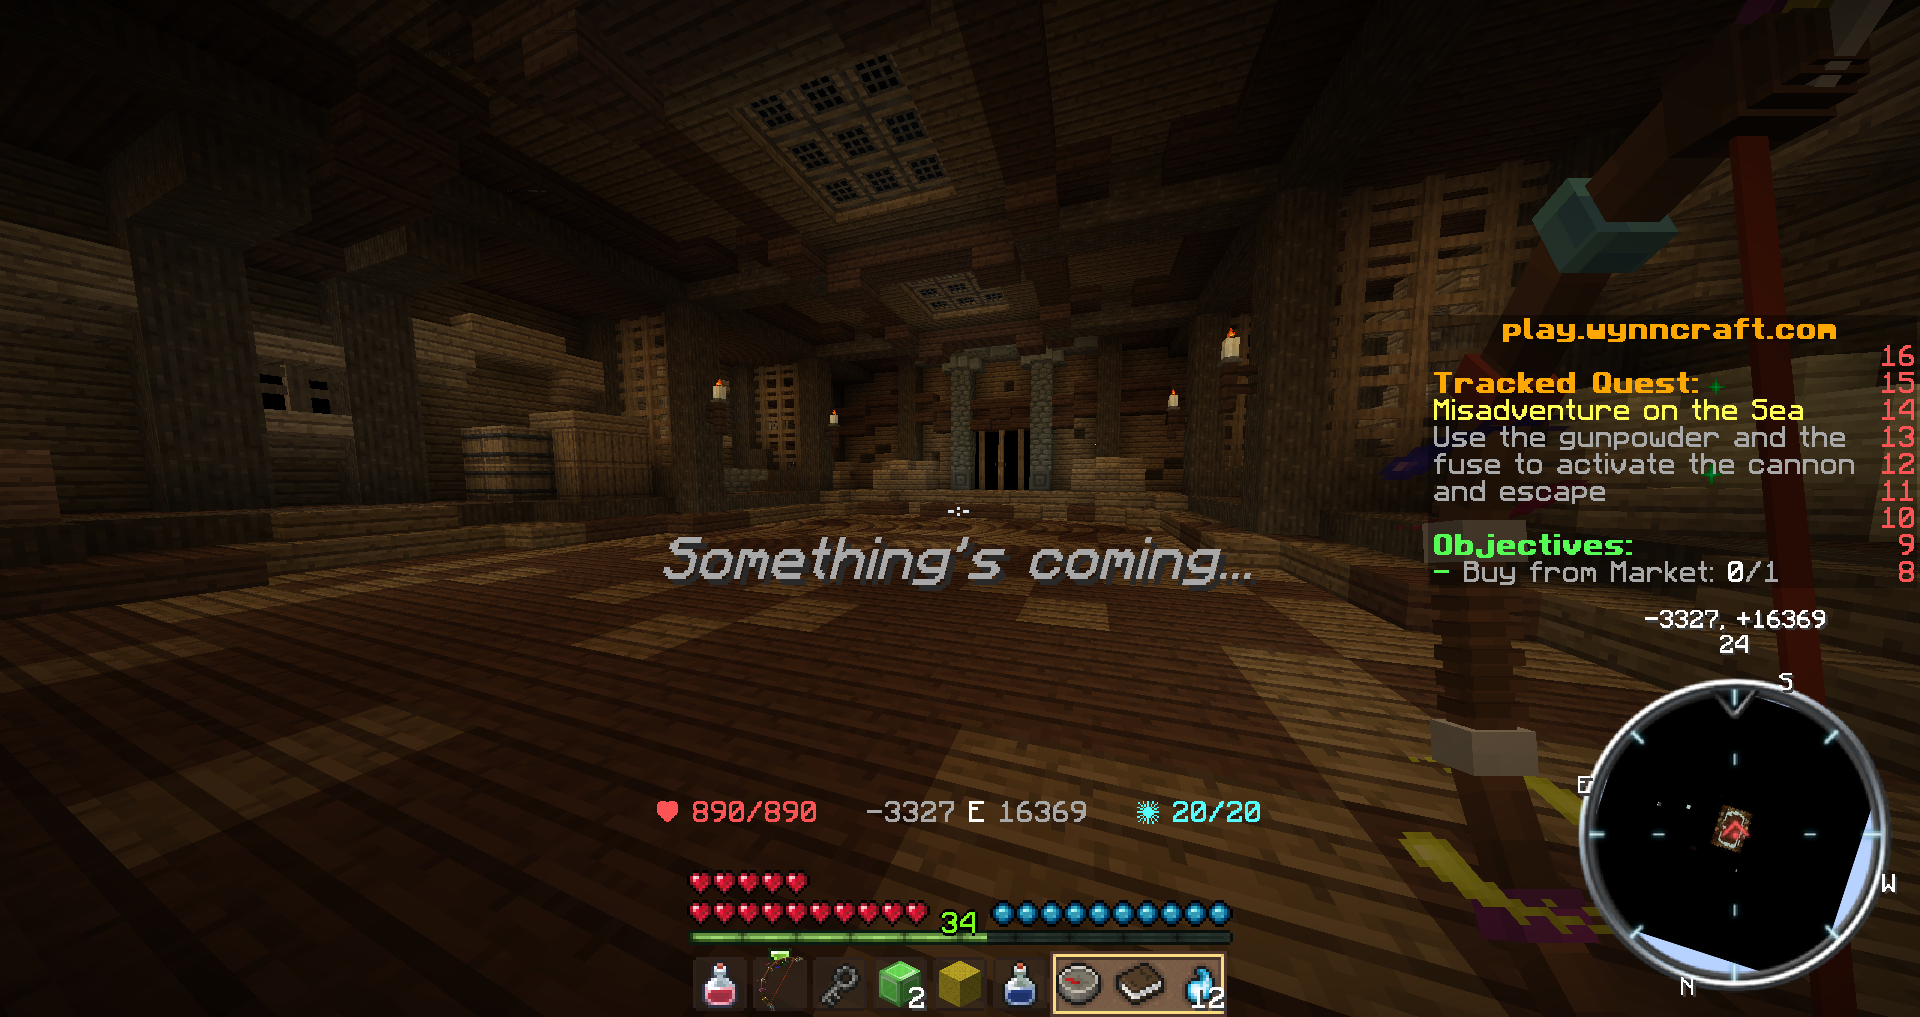 play.wynncraft.com
16
Tracked Quest: 15
Misadventure on the Sea 14
Use the gunpowder and the 13
fuse to activate the cannon 12
and escape 11
10
Objectives: 9
- Buy from Market: 0/1 8
Something's coming...
-3327, +16369
24
S
E
W
N
890/890 -3327 E 16369 20/20
34
2
12